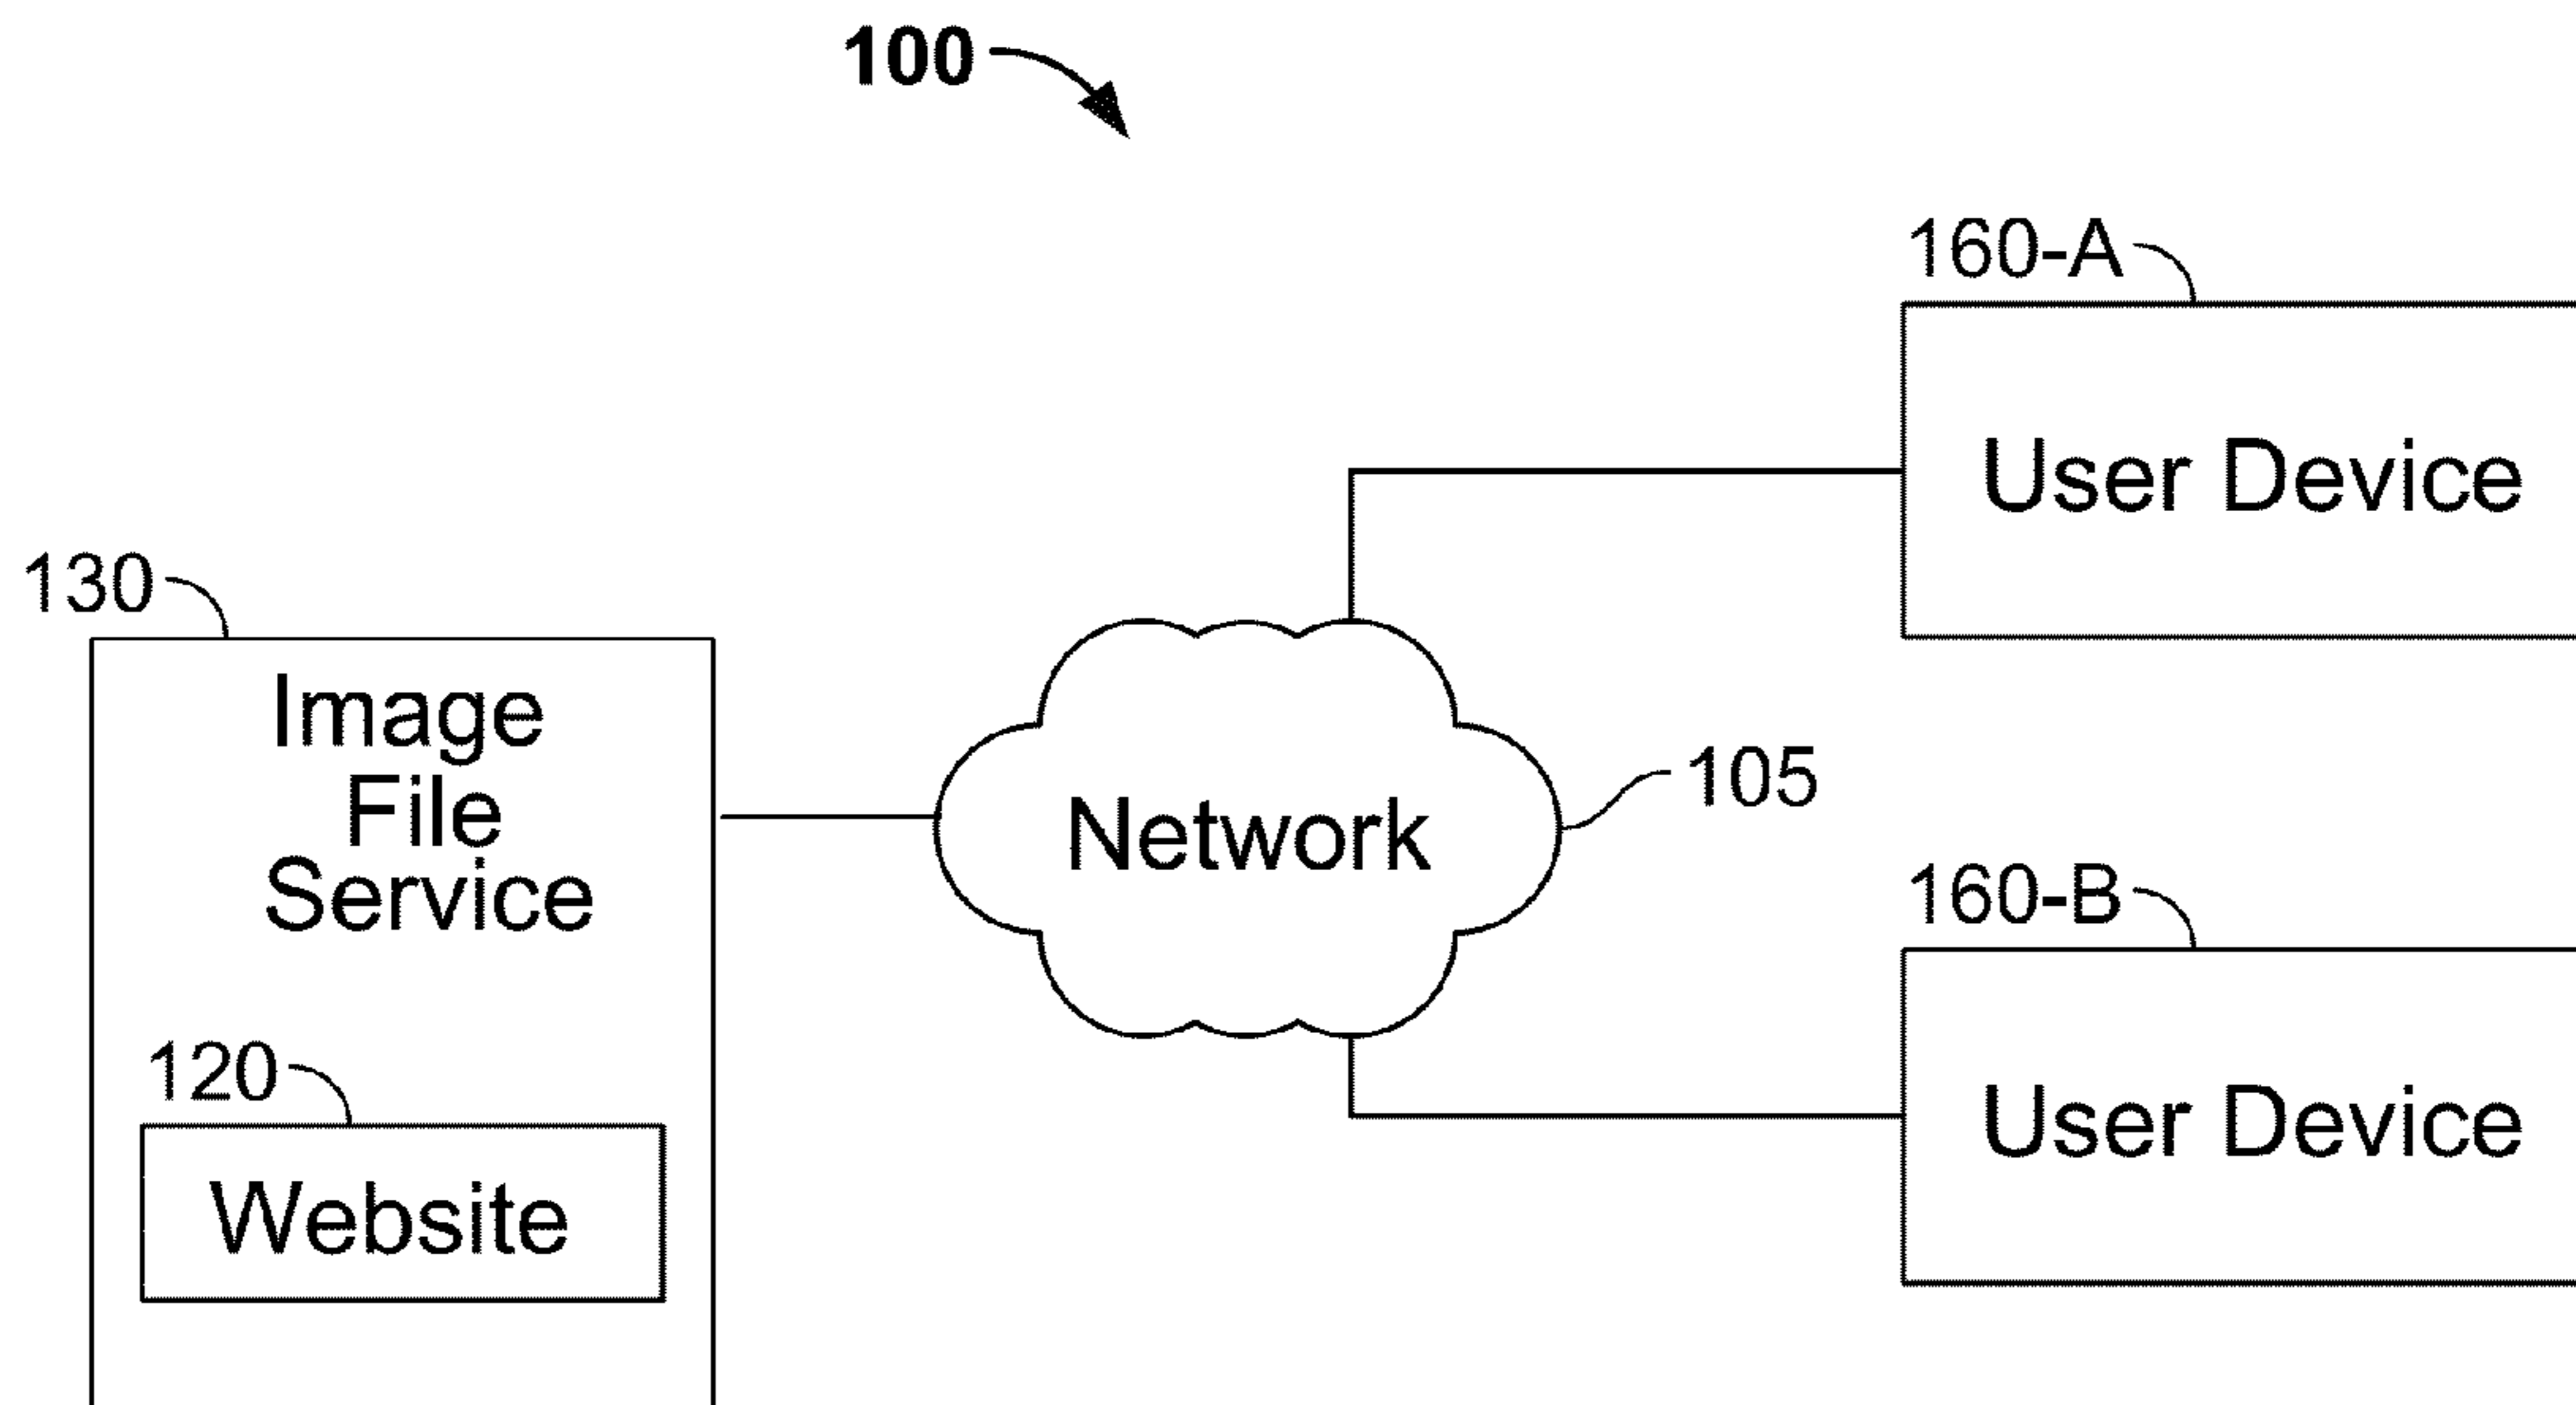 100
160-A
User Device
130
Image
File
Service
Network
105
160-B
User Device
120
Website